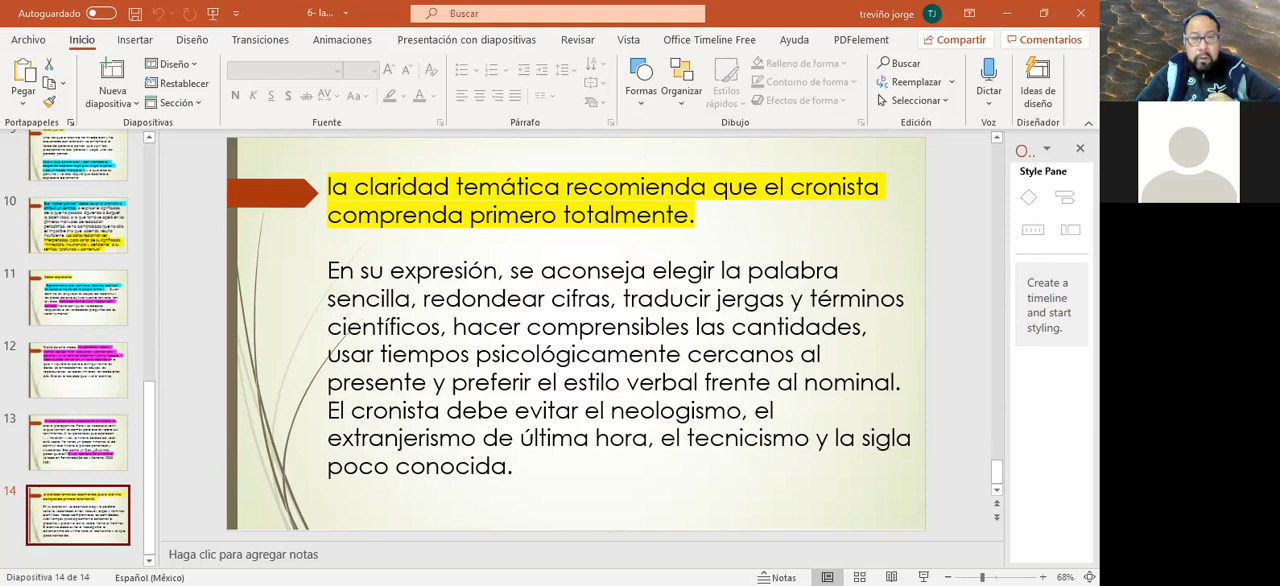 Autoguardado
6- la...
Buscar
treviño jorge
TJ
Archivo
Inicio
Insertar
Diseño
Transiciones
Animaciones
Presentación con diapositivas
Revisar
Vista
Office Timeline Free
Ayuda
PDFelement
Compartir
Comentarios
Pegar
Nueva
diapositiva
Diseño
Restablecer
Sección
N K S S ab AV Aa A
Formas
Organizar
Estilos
rápidos
Relleno de forma
Contorno de forma
Efectos de forma
Buscar
Reemplazar
Seleccionar
Dictar
Ideas de
diseño
Portapapeles
Diapositivas
Fuente
Párrafo
Dibujo
Edición
Voz
Diseñador
10
11
12
13
14
la claridad temática recomienda que el cronista
comprenda primero totalmente.
En su expresión, se aconseja elegir la palabra
sencilla, redondear cifras, traducir jergas y términos
científicos, hacer comprensibles las cantidades,
usar tiempos psicológicamente cercanos al
presente y preferir el estilo verbal frente al nominal.
El cronista debe evitar el neologismo, el
extranjerismo de última hora, el tecnicismo y la sigla
poco conocida.
O...
Style Pane
Create a
timeline
and start
styling.
Haga clic para agregar notas
Diapositiva 14 de 14
Español (México)
Notas
68%